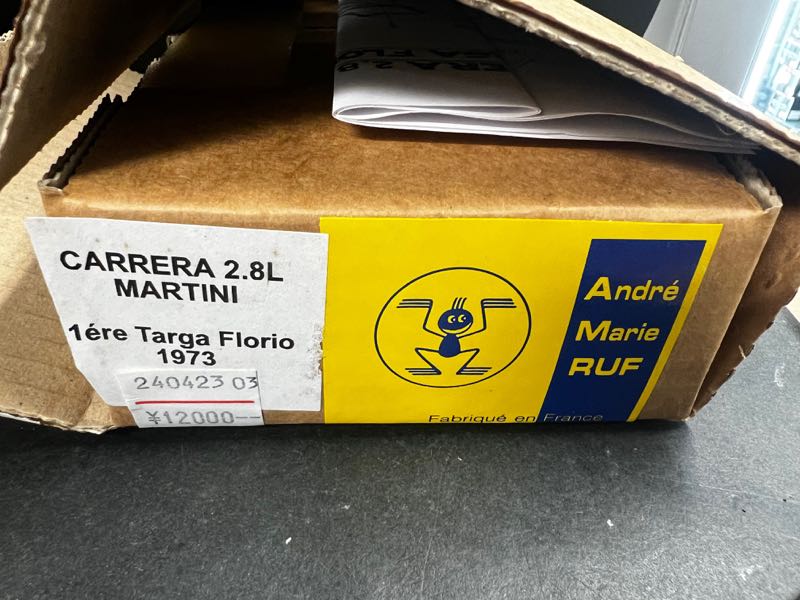 CARRERA 2.8L
MARTINI
1ére Targa Florio
1973
240423 03
¥12000--
André
Marie
RUF
Fabriqué en France